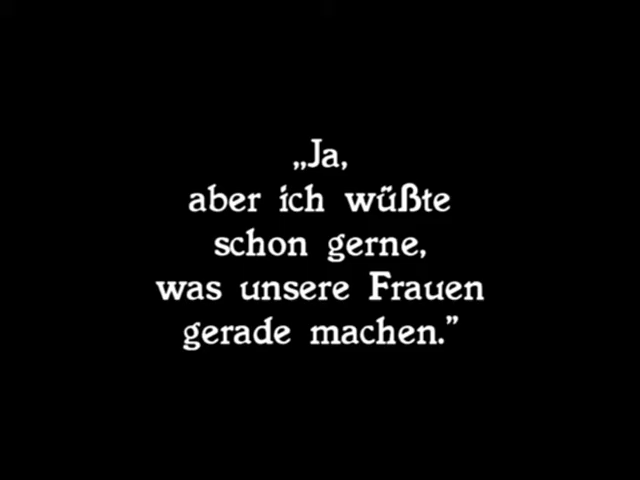 „Ja,
aber ich wüßte
schon gerne,
was unsere Frauen
gerade machen.”